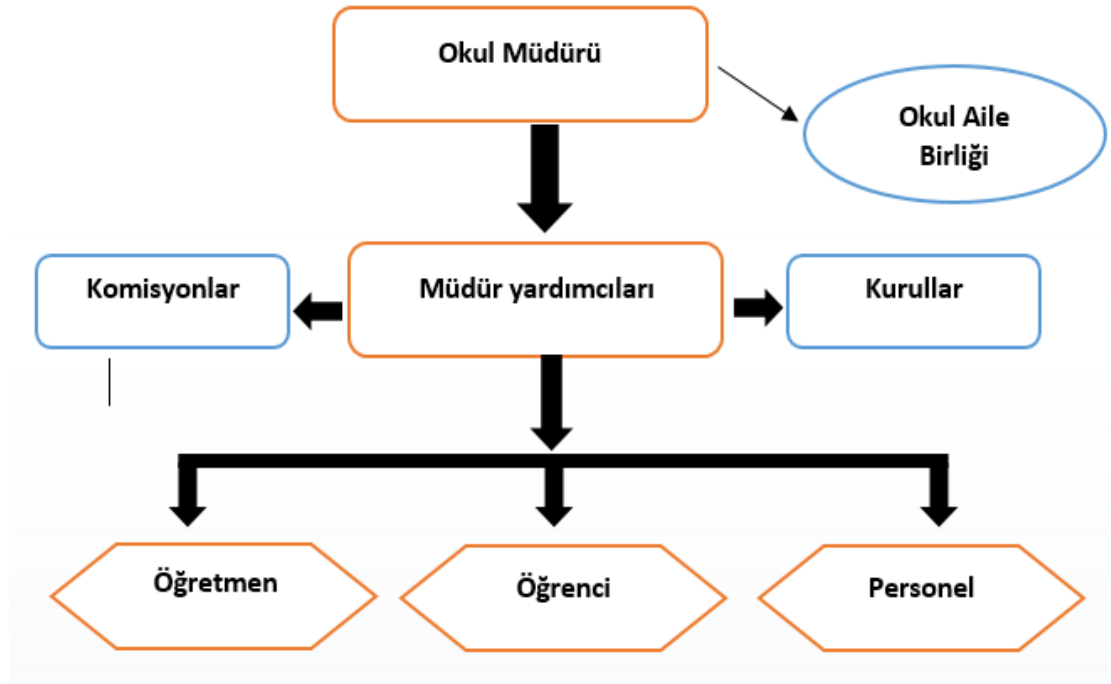 Okul Müdürü
Okul Aile
Birliği
Komisyonlar
Müdür yardımcıları
Kurullar
Öğretmen
Öğrenci
Personel